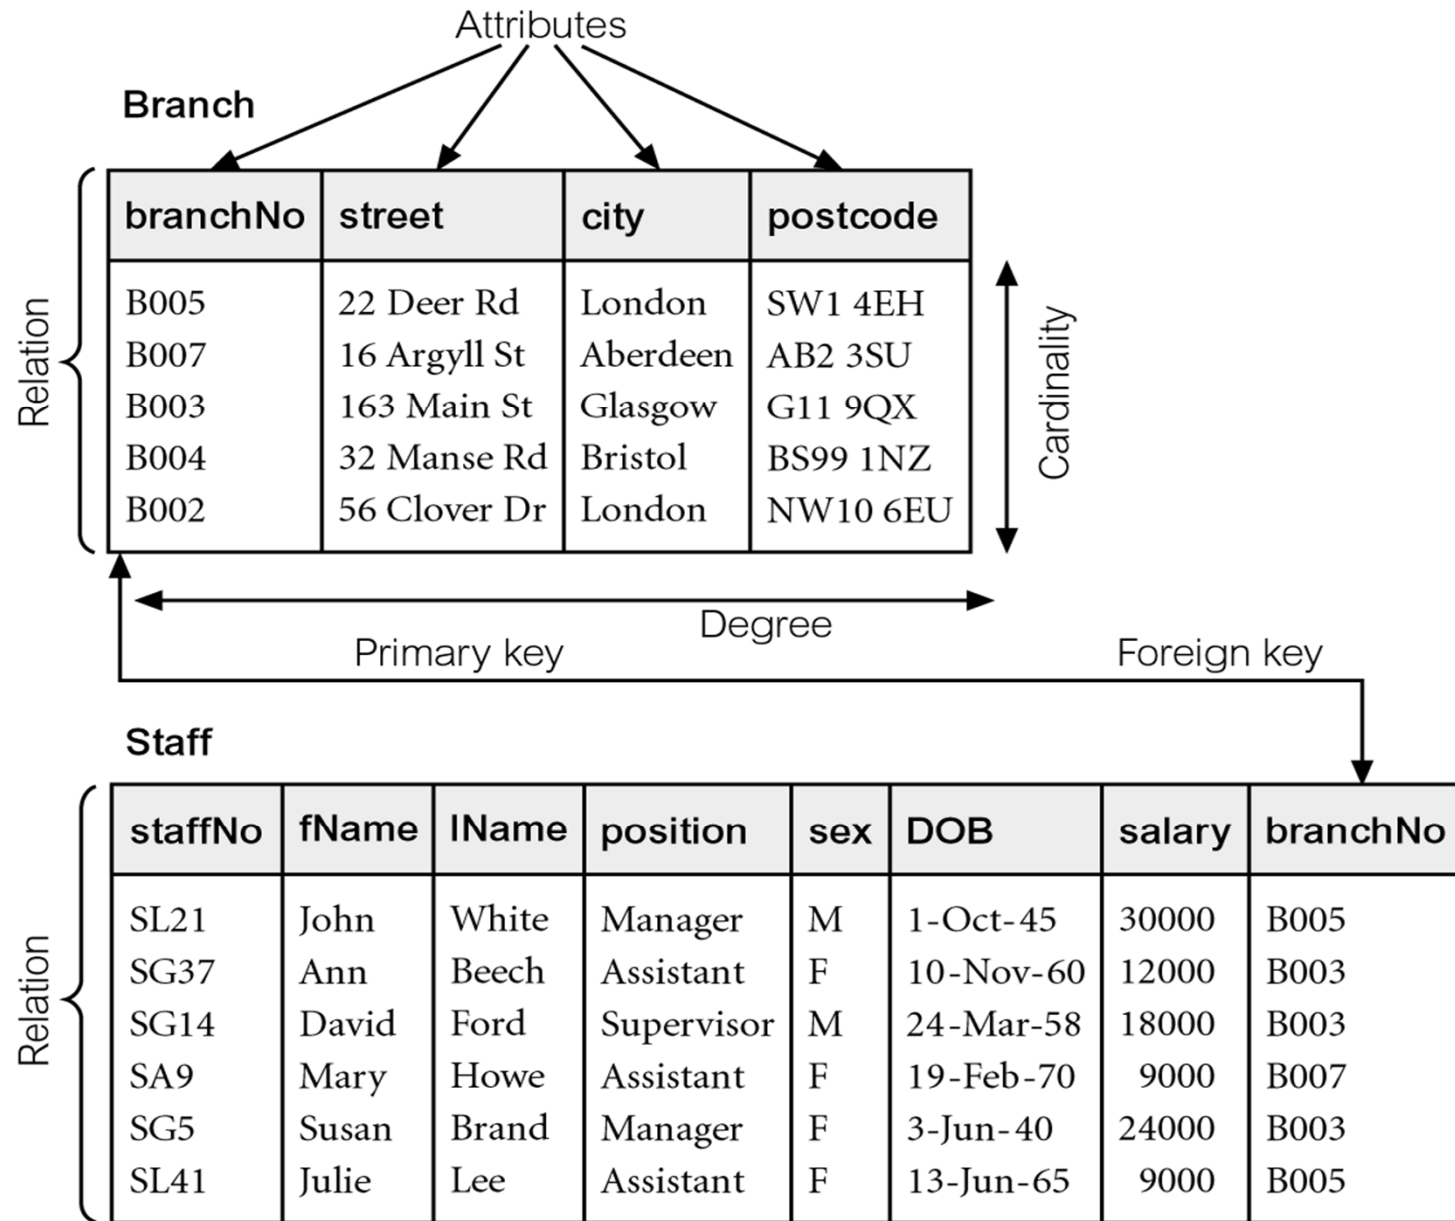 Attributes
Branch
branchNo street city postcode
B005 22 Deer Rd London SW1 4EH
B007 16 Argyll St Aberdeen AB2 3SU
B003 163 Main St Glasgow G11 9QX
B004 32 Manse Rd Bristol BS99 1NZ
B002 56 Clover Dr London NW10 6EU
Relation
Cardinality
Degree
Primary key
Foreign key
Staff
staffNo fName lName position sex DOB salary branchNo
SL21 John White Manager M 1-Oct-45 30000 B005
SG37 Ann Beech Assistant F 10-Nov-60 12000 B003
SG14 David Ford Supervisor M 24-Mar-58 18000 B003
SA9 Mary Howe Assistant F 19-Feb-70 9000 B007
SG5 Susan Brand Manager F 3-Jun-40 24000 B003
SL41 Julie Lee Assistant F 13-Jun-65 9000 B005
Relation